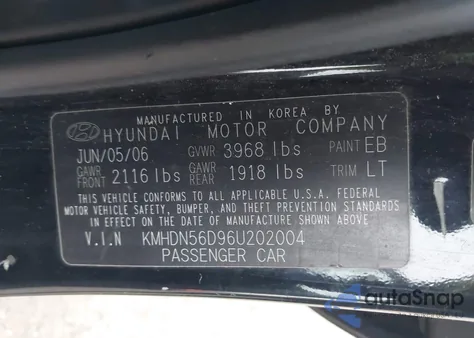 MANUFACTURED IN KOREA BY
HYUNDAI MOTOR COMPANY
JUN/05/06 GVWR 3968 lbs PAINT EB
GAWR FRONT 2116 lbs GAWR REAR 1918 lbs TRIM LT
THIS VEHICLE CONFORMS TO ALL APPLICABLE U.S.A. FEDERAL
MOTOR VEHICLE SAFETY, BUMPER, AND THEFT PREVENTION STANDARDS
IN EFFECT ON THE DATE OF MANUFACTURE SHOWN ABOVE.
V.I.N KMHDN56D96U202004
PASSENGER CAR
autoSnap